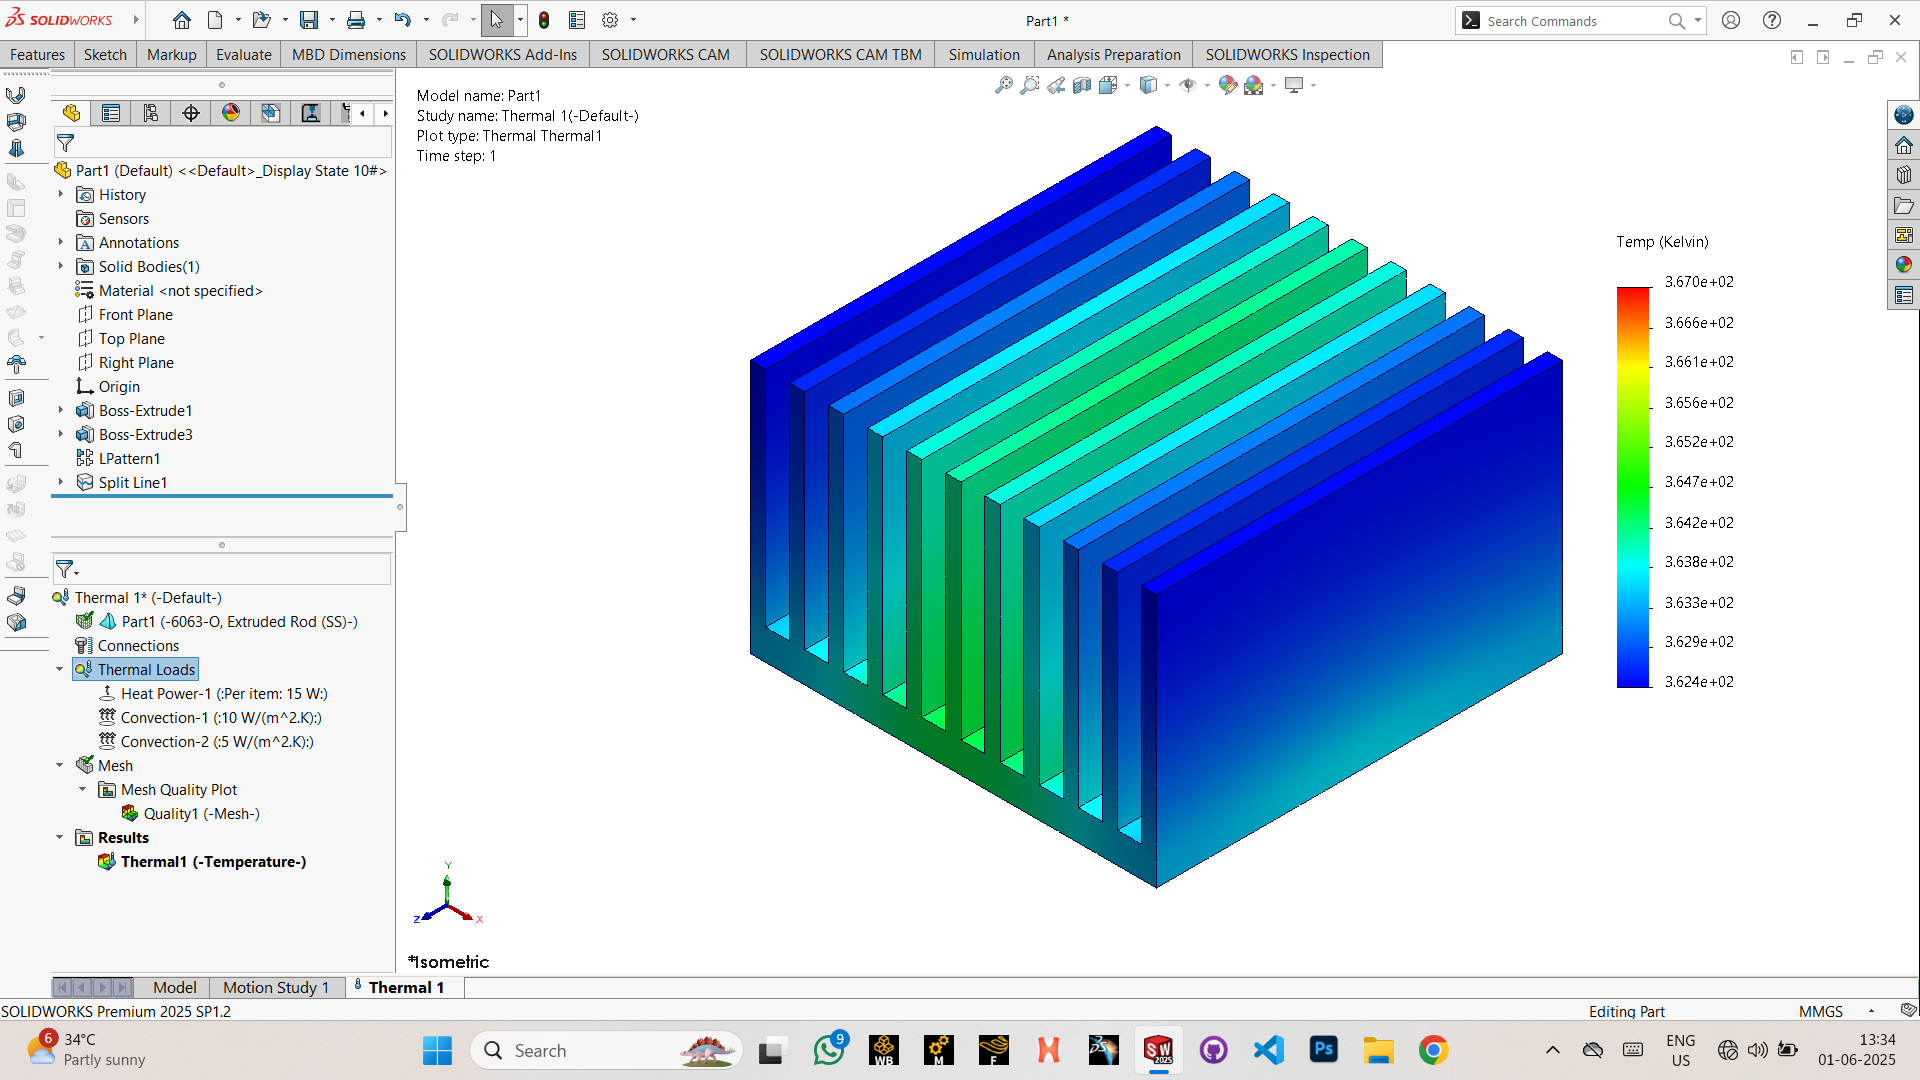 SOLIDWORKS
Part1 *
Search Commands
Features
Sketch
Markup
Evaluate
MBD Dimensions
SOLIDWORKS Add-Ins
SOLIDWORKS CAM
SOLIDWORKS CAM TBM
Simulation
Analysis Preparation
SOLIDWORKS Inspection
Part1 (Default) <<Default>_Display State 10#>
History
Sensors
Annotations
Solid Bodies(1)
Material <not specified>
Front Plane
Top Plane
Right Plane
Origin
Boss-Extrude1
Boss-Extrude3
LPattern1
Split Line1
Thermal 1* (-Default-)
Part1 (-6063-O, Extruded Rod (SS)-)
Connections
Thermal Loads
Heat Power-1 (:Per item: 15 W:)
Convection-1 (:10 W/(m^2.K):)
Convection-2 (:5 W/(m^2.K):)
Mesh
Mesh Quality Plot
Quality1 (-Mesh-)
Results
Thermal1 (-Temperature-)
Model name: Part1
Study name: Thermal 1(-Default-)
Plot type: Thermal Thermal1
Time step: 1
Temp (Kelvin)
3.670e+02
3.666e+02
3.661e+02
3.656e+02
3.652e+02
3.647e+02
3.642e+02
3.638e+02
3.633e+02
3.629e+02
3.624e+02
Y
Z
X
*Isometric
Model
Motion Study 1
Thermal 1
SOLIDWORKS Premium 2025 SP1.2
Editing Part
MMGS
6
34°C
Partly sunny
Search
9
WB
M
F
SW
2025
Ps
ENG
US
13:34
01-06-2025